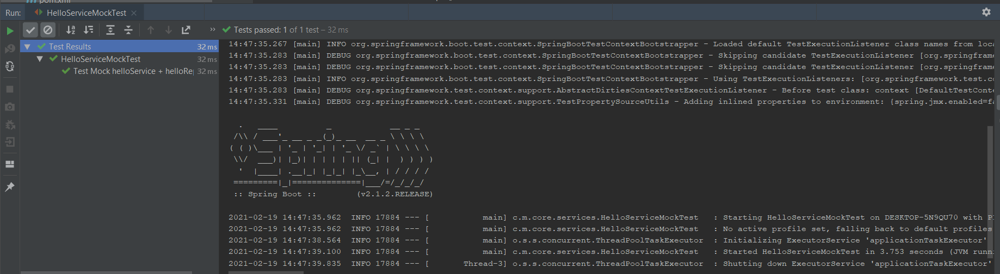 pom.xml
Run: HelloServiceMockTest
Tests passed: 1 of 1 test – 32 ms
Test Results 32 ms
HelloServiceMockTest 32 ms
Test Mock helloService + helloRe 32 ms
14:47:35.267 [main] INFO org.springframework.boot.test.context.SpringBootTestContextBootstrapper - Loaded default TestExecutionListener class names from loca
14:47:35.283 [main] DEBUG org.springframework.boot.test.context.SpringBootTestContextBootstrapper - Skipping candidate TestExecutionListener [org.springframe
14:47:35.283 [main] DEBUG org.springframework.boot.test.context.SpringBootTestContextBootstrapper - Skipping candidate TestExecutionListener [org.springframe
14:47:35.283 [main] INFO org.springframework.boot.test.context.SpringBootTestContextBootstrapper - Using TestExecutionListeners: [org.springframework.test.co
14:47:35.283 [main] DEBUG org.springframework.test.context.support.AbstractDirtiesContextTestExecutionListener - Before test class: context [DefaultTestConte
14:47:35.331 [main] DEBUG org.springframework.test.context.support.TestPropertySourceUtils - Adding inlined properties to environment: {spring.jmx.enabled=fa
Spring
:: Spring Boot :: (v2.1.2.RELEASE)
2021-02-19 14:47:35.962 INFO 17884 --- [ main] c.m.core.services.HelloServiceMockTest : Starting HelloServiceMockTest on DESKTOP-5N9QU70 with PI
2021-02-19 14:47:35.962 INFO 17884 --- [ main] c.m.core.services.HelloServiceMockTest : No active profile set, falling back to default profiles
2021-02-19 14:47:38.564 INFO 17884 --- [ main] o.s.s.concurrent.ThreadPoolTaskExecutor : Initializing ExecutorService 'applicationTaskExecutor'
2021-02-19 14:47:39.100 INFO 17884 --- [ main] c.m.core.services.HelloServiceMockTest : Started HelloServiceMockTest in 3.753 seconds (JVM runni
2021-02-19 14:47:39.835 INFO 17884 --- [ Thread-3] o.s.s.concurrent.ThreadPoolTaskExecutor : Shutting down ExecutorService 'applicationTaskExecutor'